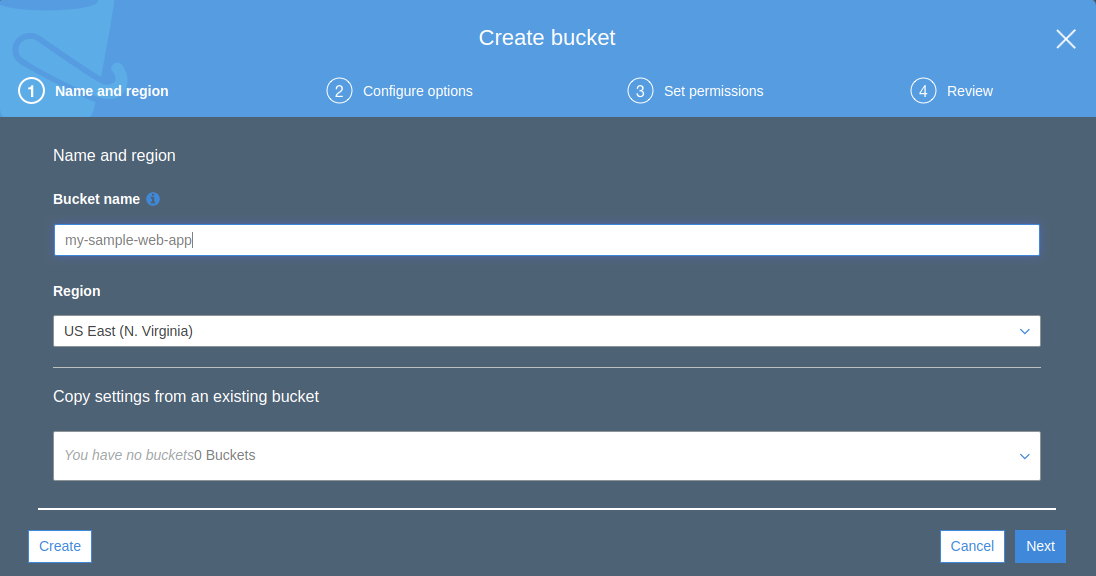 Create bucket
1 Name and region
2 Configure options
3 Set permissions
4 Review
Name and region
Bucket name
my-sample-web-app
Region
US East (N. Virginia)
Copy settings from an existing bucket
You have no buckets0 Buckets
Create
Cancel
Next